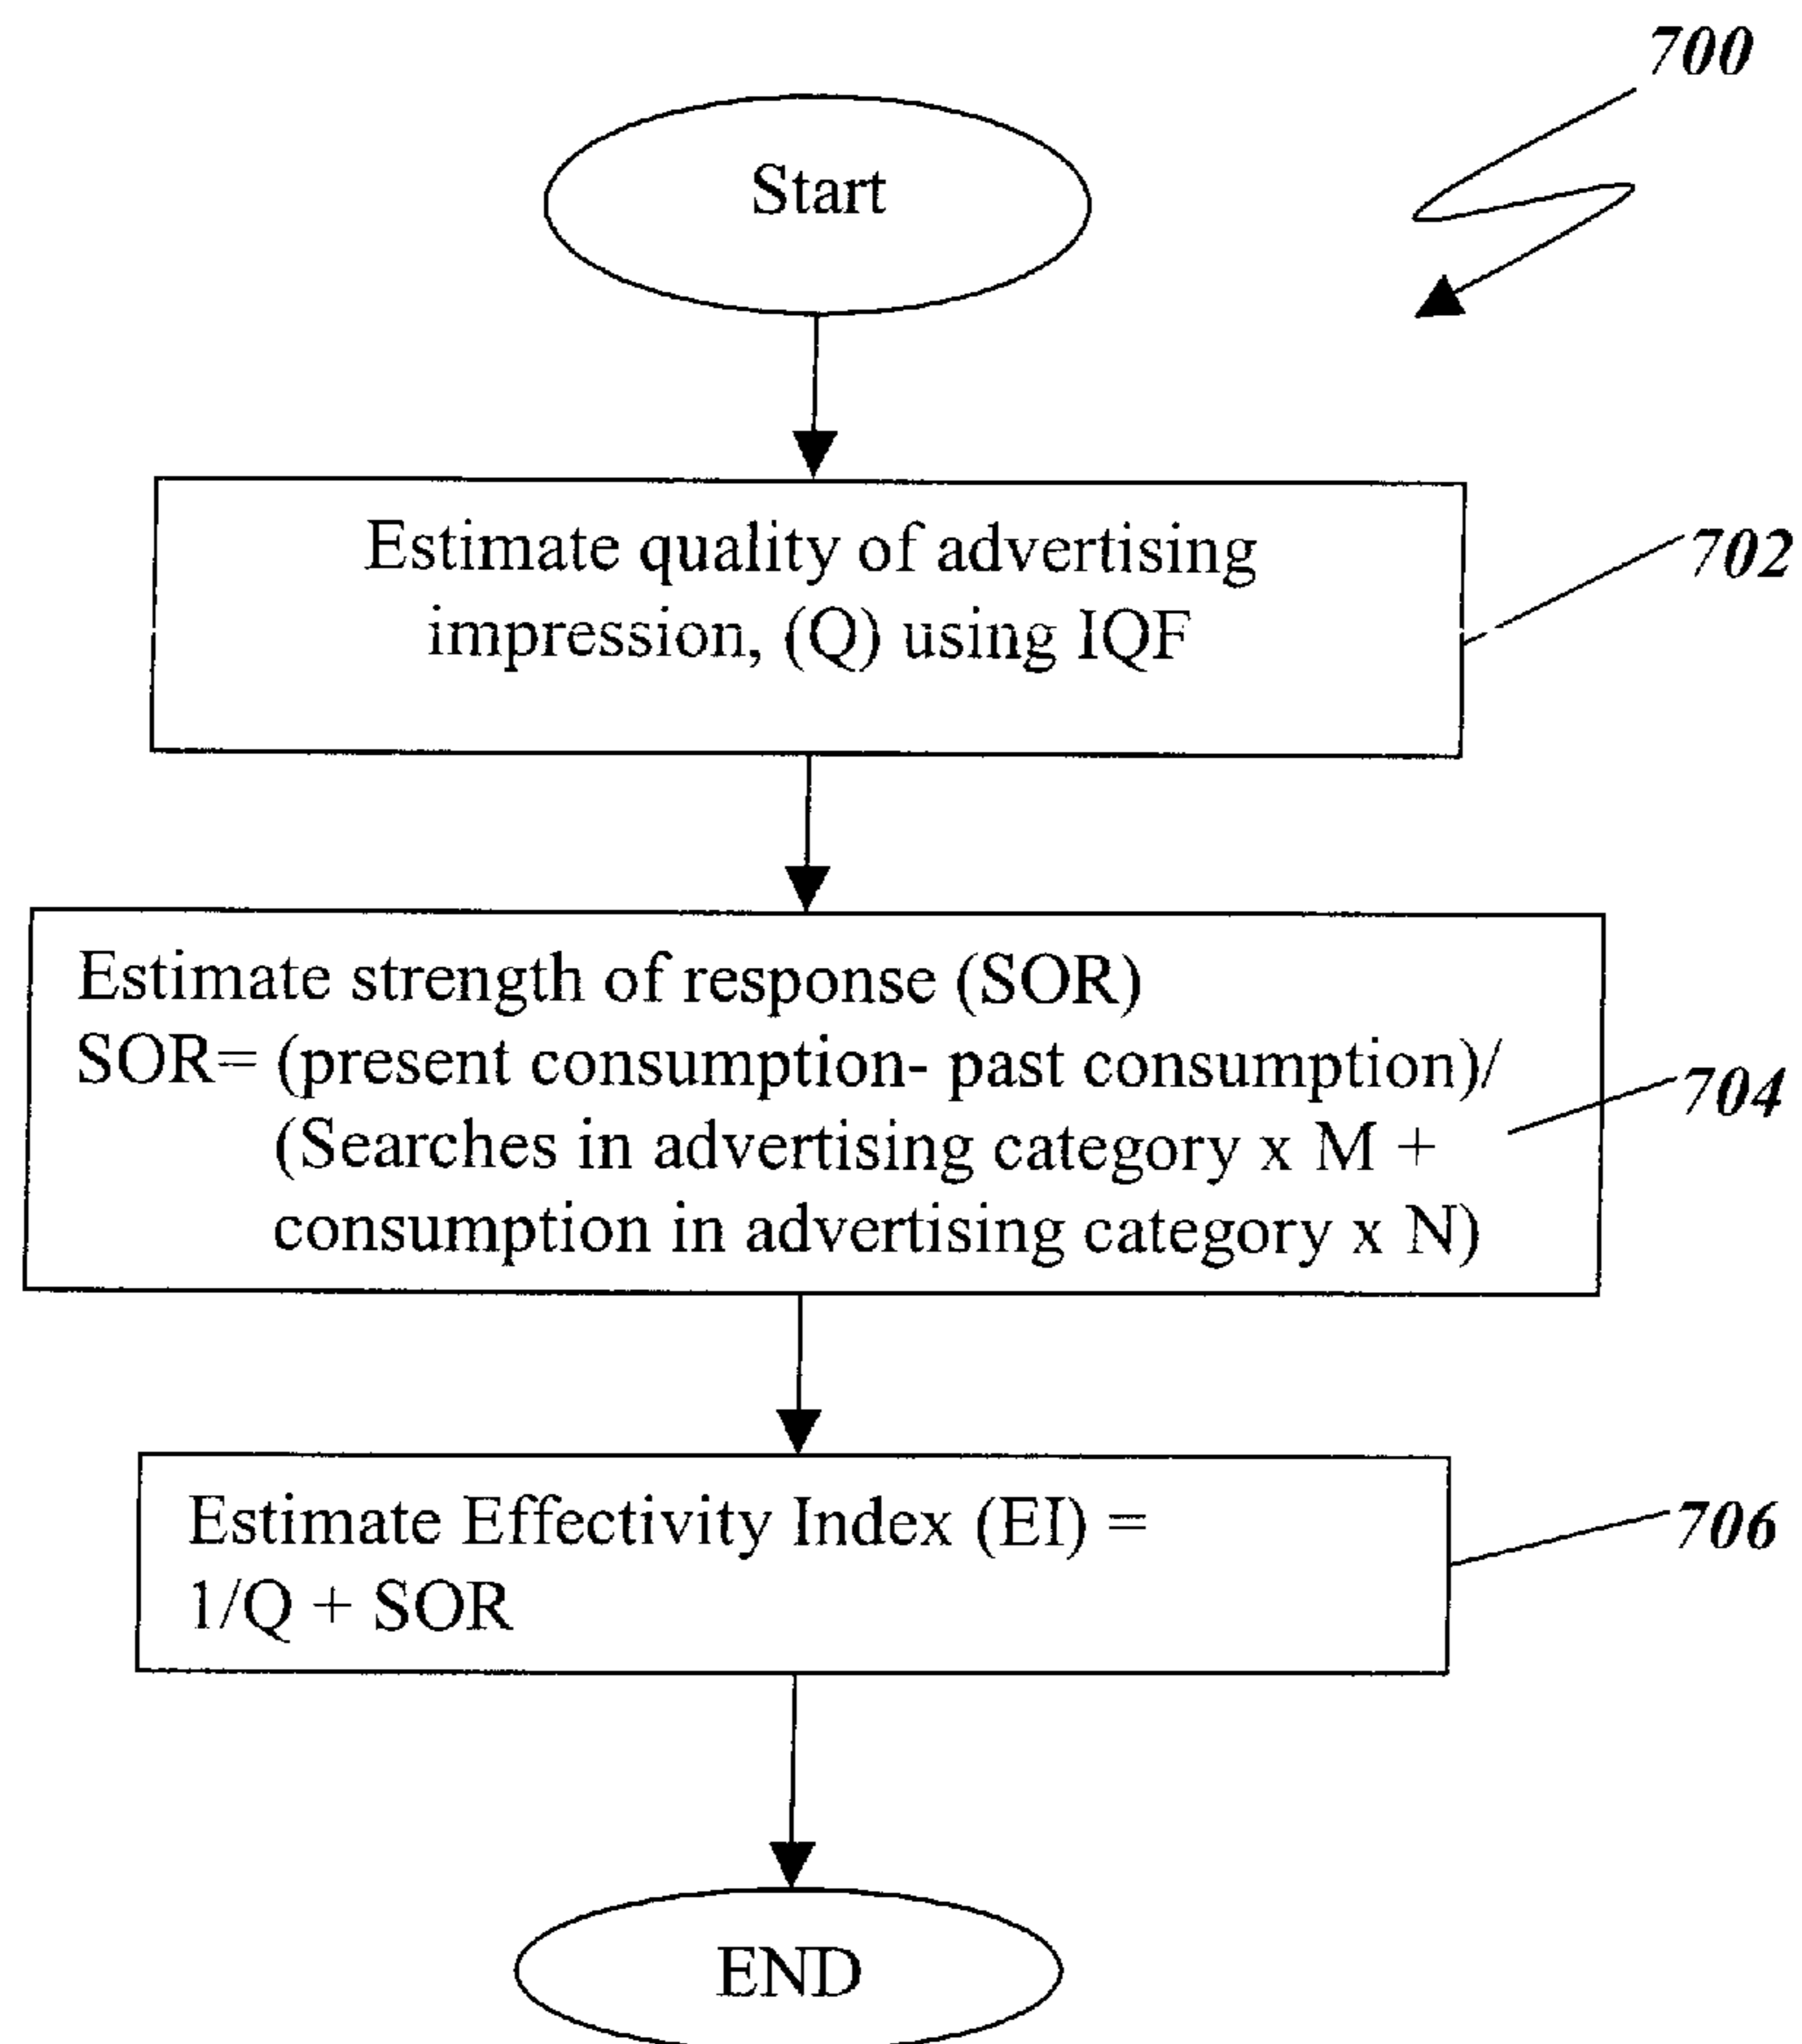 700
Start
Estimate quality of advertising
impression, (Q) using IQF
702
Estimate strength of response (SOR)
SOR= (present consumption- past consumption)/
(Searches in advertising category x M +
consumption in advertising category x N)
704
Estimate Effectivity Index (EI) =
1/Q + SOR
706
END